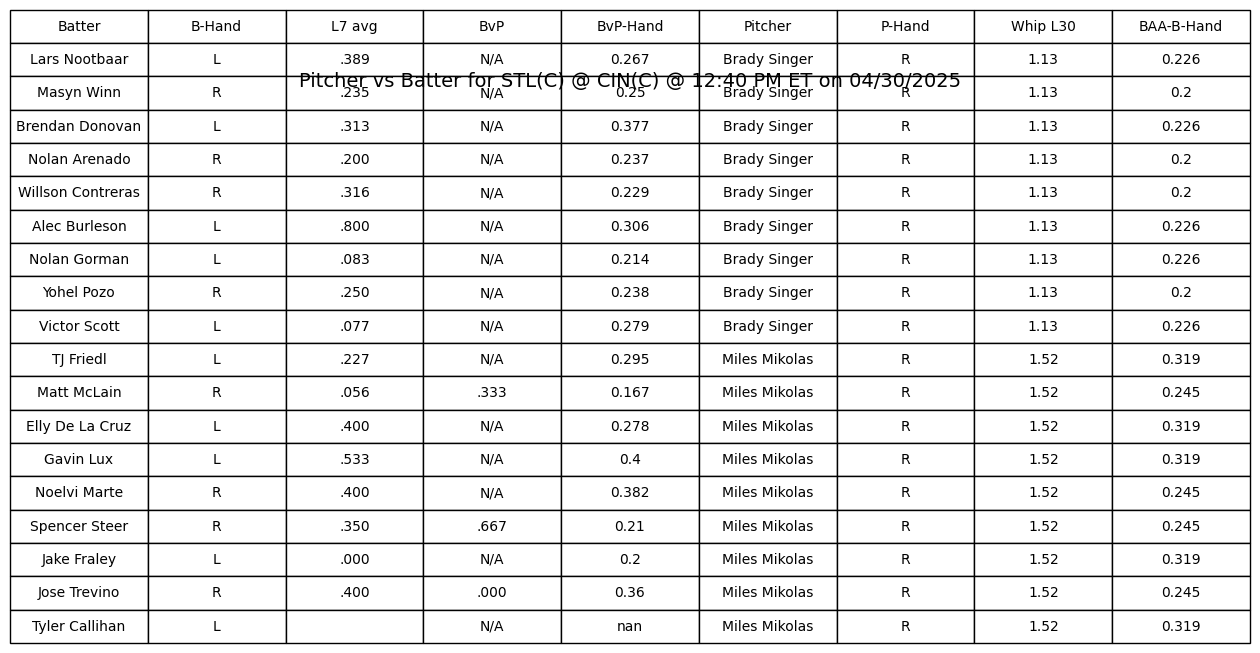 Batter B-Hand L7 avg BvP BvP-Hand Pitcher P-Hand Whip L30 BAA-B-Hand
Lars Nootbaar L .389 N/A 0.267 Brady Singer R 1.13 0.226
Pitcher vs Batter for STL(C) @ CIN(C) @ 12:40 PM ET on 04/30/2025
Masyn Winn R .235 N/A 0.25 Brady Singer R 1.13 0.2
Brendan Donovan L .313 N/A 0.377 Brady Singer R 1.13 0.226
Nolan Arenado R .200 N/A 0.237 Brady Singer R 1.13 0.2
Willson Contreras R .316 N/A 0.229 Brady Singer R 1.13 0.2
Alec Burleson L .800 N/A 0.306 Brady Singer R 1.13 0.226
Nolan Gorman L .083 N/A 0.214 Brady Singer R 1.13 0.226
Yohel Pozo R .250 N/A 0.238 Brady Singer R 1.13 0.2
Victor Scott L .077 N/A 0.279 Brady Singer R 1.13 0.226
TJ Friedl L .227 N/A 0.295 Miles Mikolas R 1.52 0.319
Matt McLain R .056 .333 0.167 Miles Mikolas R 1.52 0.245
Elly De La Cruz L .400 N/A 0.278 Miles Mikolas R 1.52 0.319
Gavin Lux L .533 N/A 0.4 Miles Mikolas R 1.52 0.319
Noelvi Marte R .400 N/A 0.382 Miles Mikolas R 1.52 0.245
Spencer Steer R .350 .667 0.21 Miles Mikolas R 1.52 0.245
Jake Fraley L .000 N/A 0.2 Miles Mikolas R 1.52 0.319
Jose Trevino R .400 .000 0.36 Miles Mikolas R 1.52 0.245
Tyler Callihan L N/A nan Miles Mikolas R 1.52 0.319